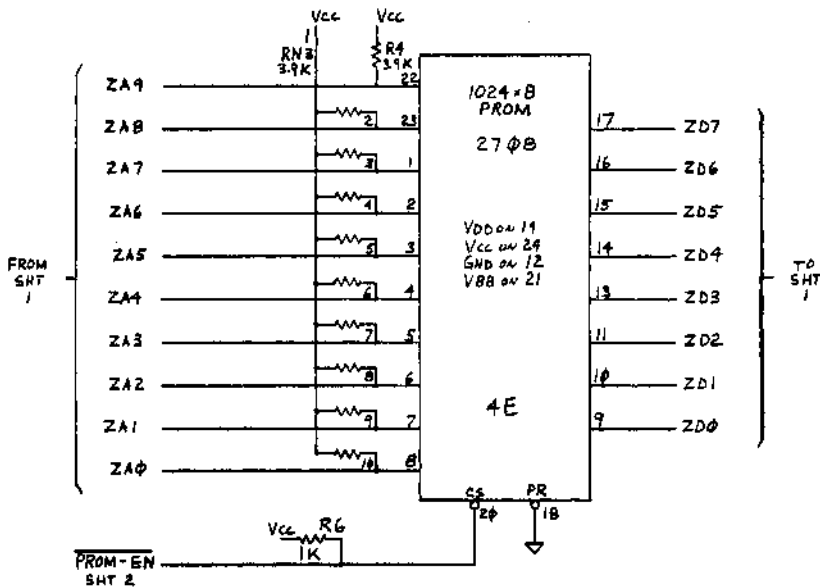 Vcc Vcc
1
RN3
3.9K
R4
3.9K
FROM
SHT
1
ZA9 22
ZA8 2 23
ZA7 3 1
ZA6 4 2
ZA5 5 3
ZA4 6 4
ZA3 7 5
ZA2 8 6
ZA1 9 7
ZAØ 1Ø 8
1024×8
PROM
27Ø8
VDD ON 19
VCC ON 24
GND ON 12
VBB ON 21
4E
17 ZD7
16 ZD6
15 ZD5
14 ZD4
13 ZD3
11 ZD2
1Ø ZD1
9 ZDØ
TO
SHT
1
CS PR
2Ø 18
Vcc R6
1K
PROM-EN
SHT 2